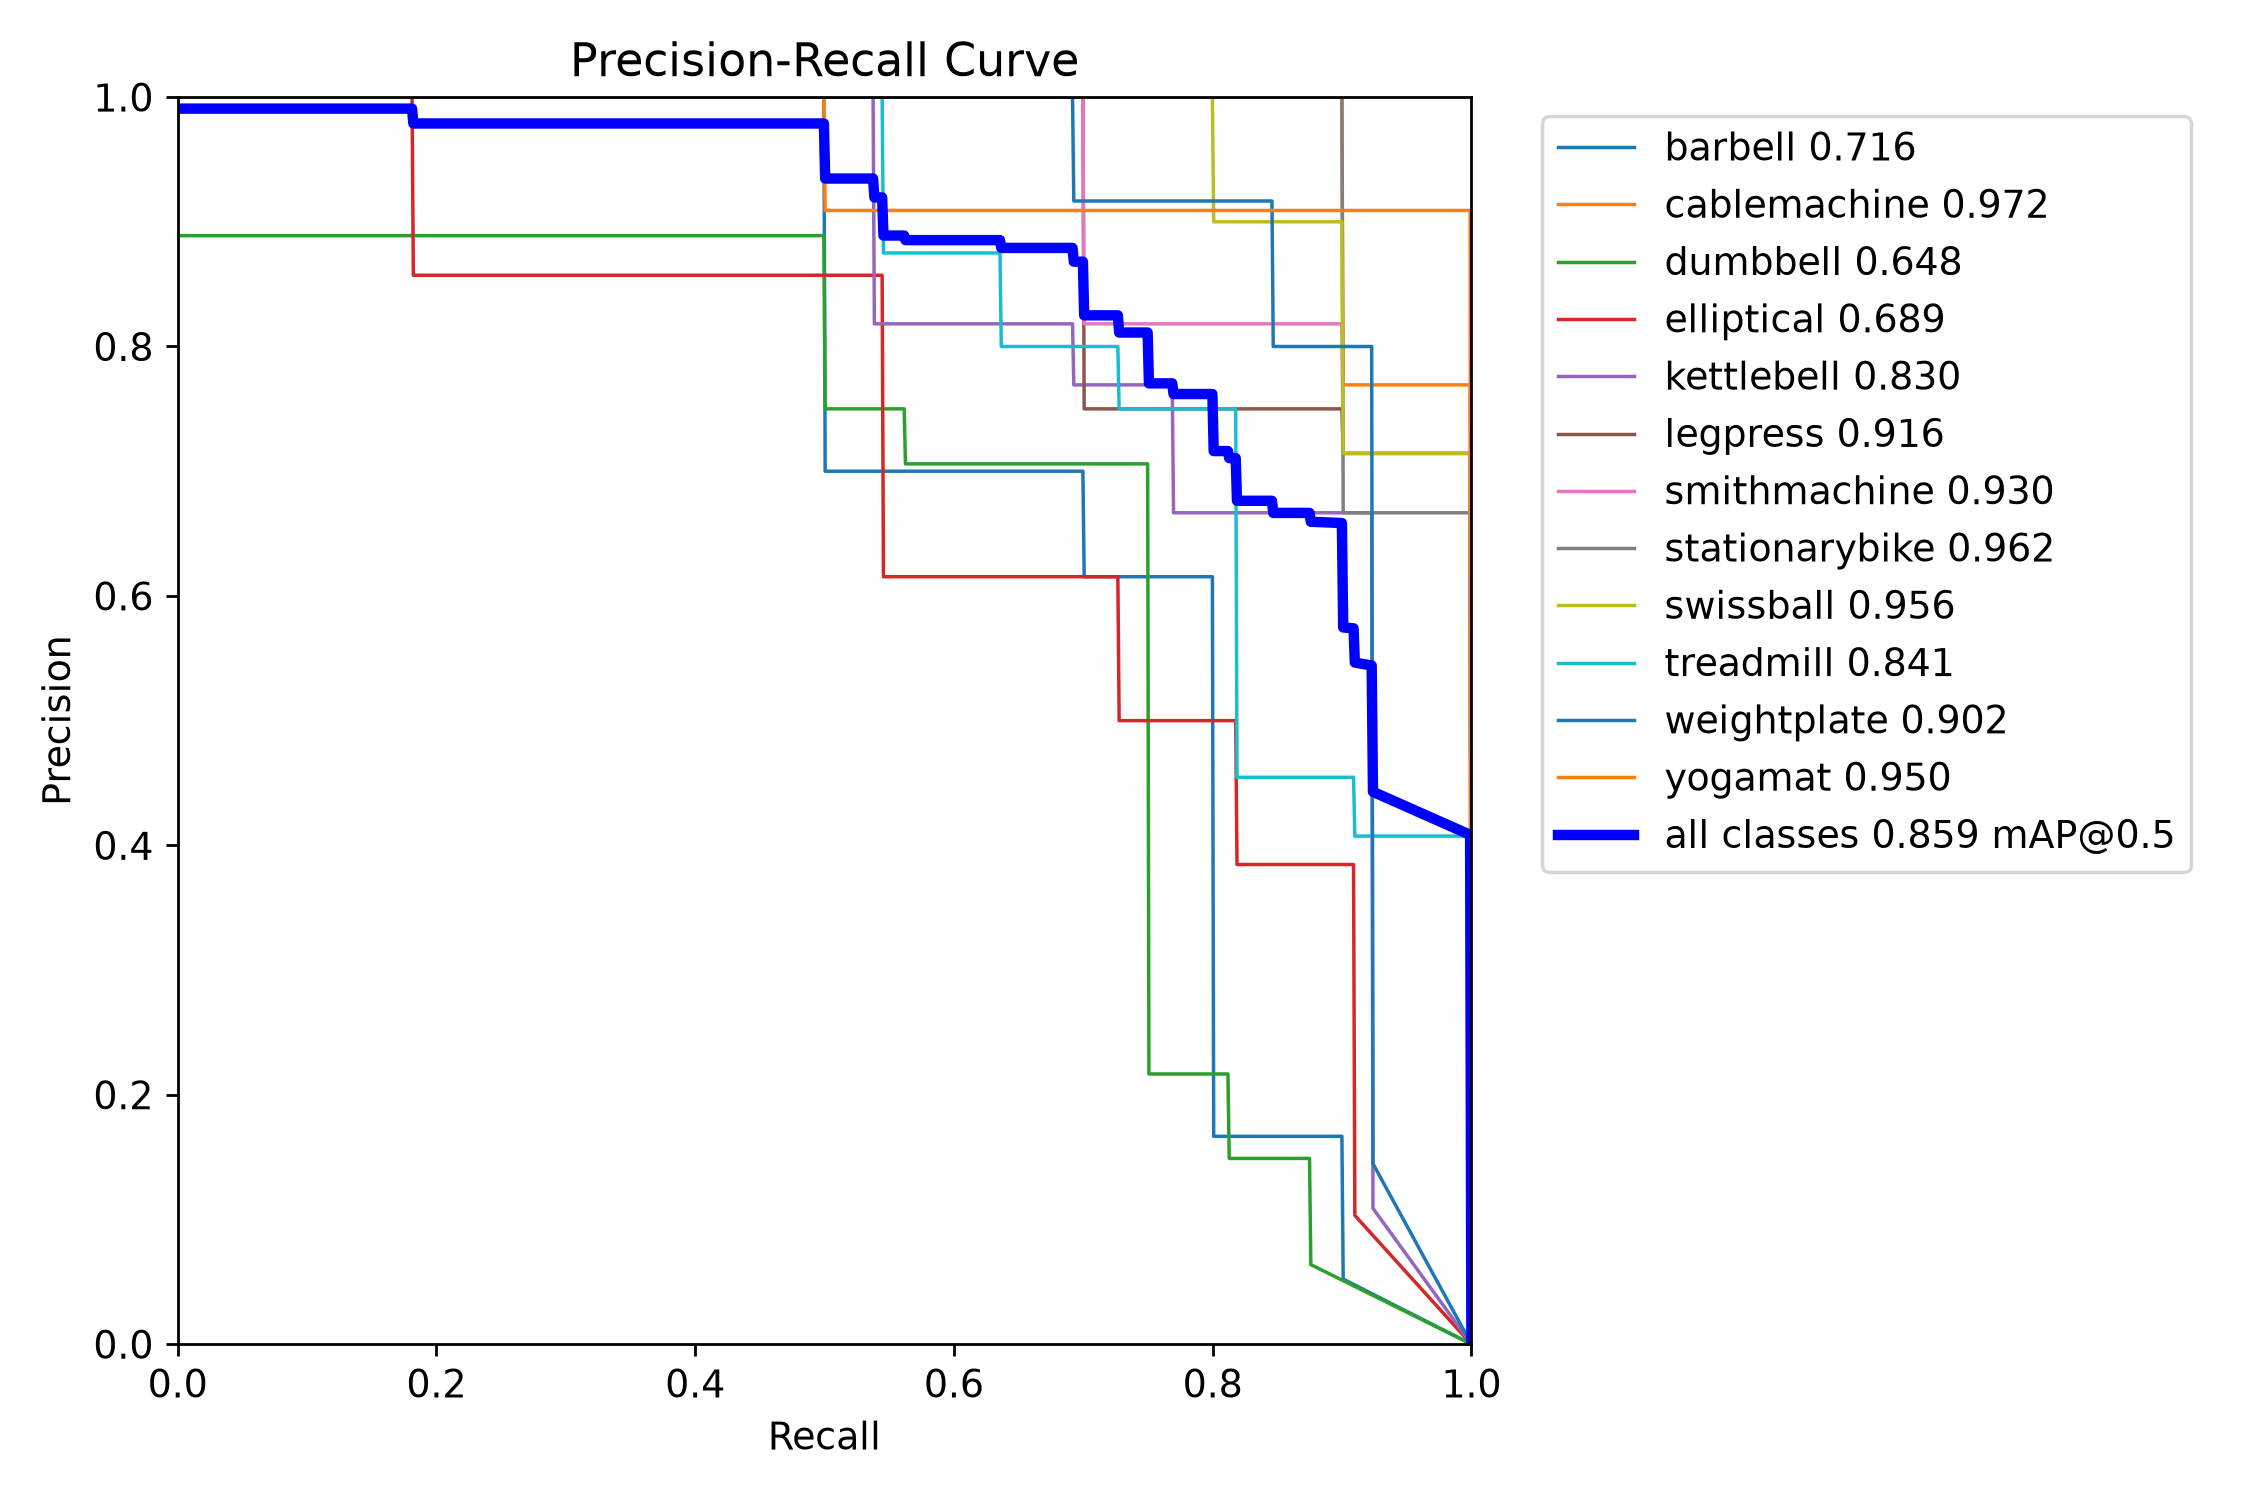 Precision-Recall Curve
1.0
0.8
0.6
0.4
0.2
0.0
Precision
0.0 0.2 0.4 0.6 0.8 1.0
Recall
barbell 0.716
cablemachine 0.972
dumbbell 0.648
elliptical 0.689
kettlebell 0.830
legpress 0.916
smithmachine 0.930
stationarybike 0.962
swissball 0.956
treadmill 0.841
weightplate 0.902
yogamat 0.950
all classes 0.859 mAP@0.5